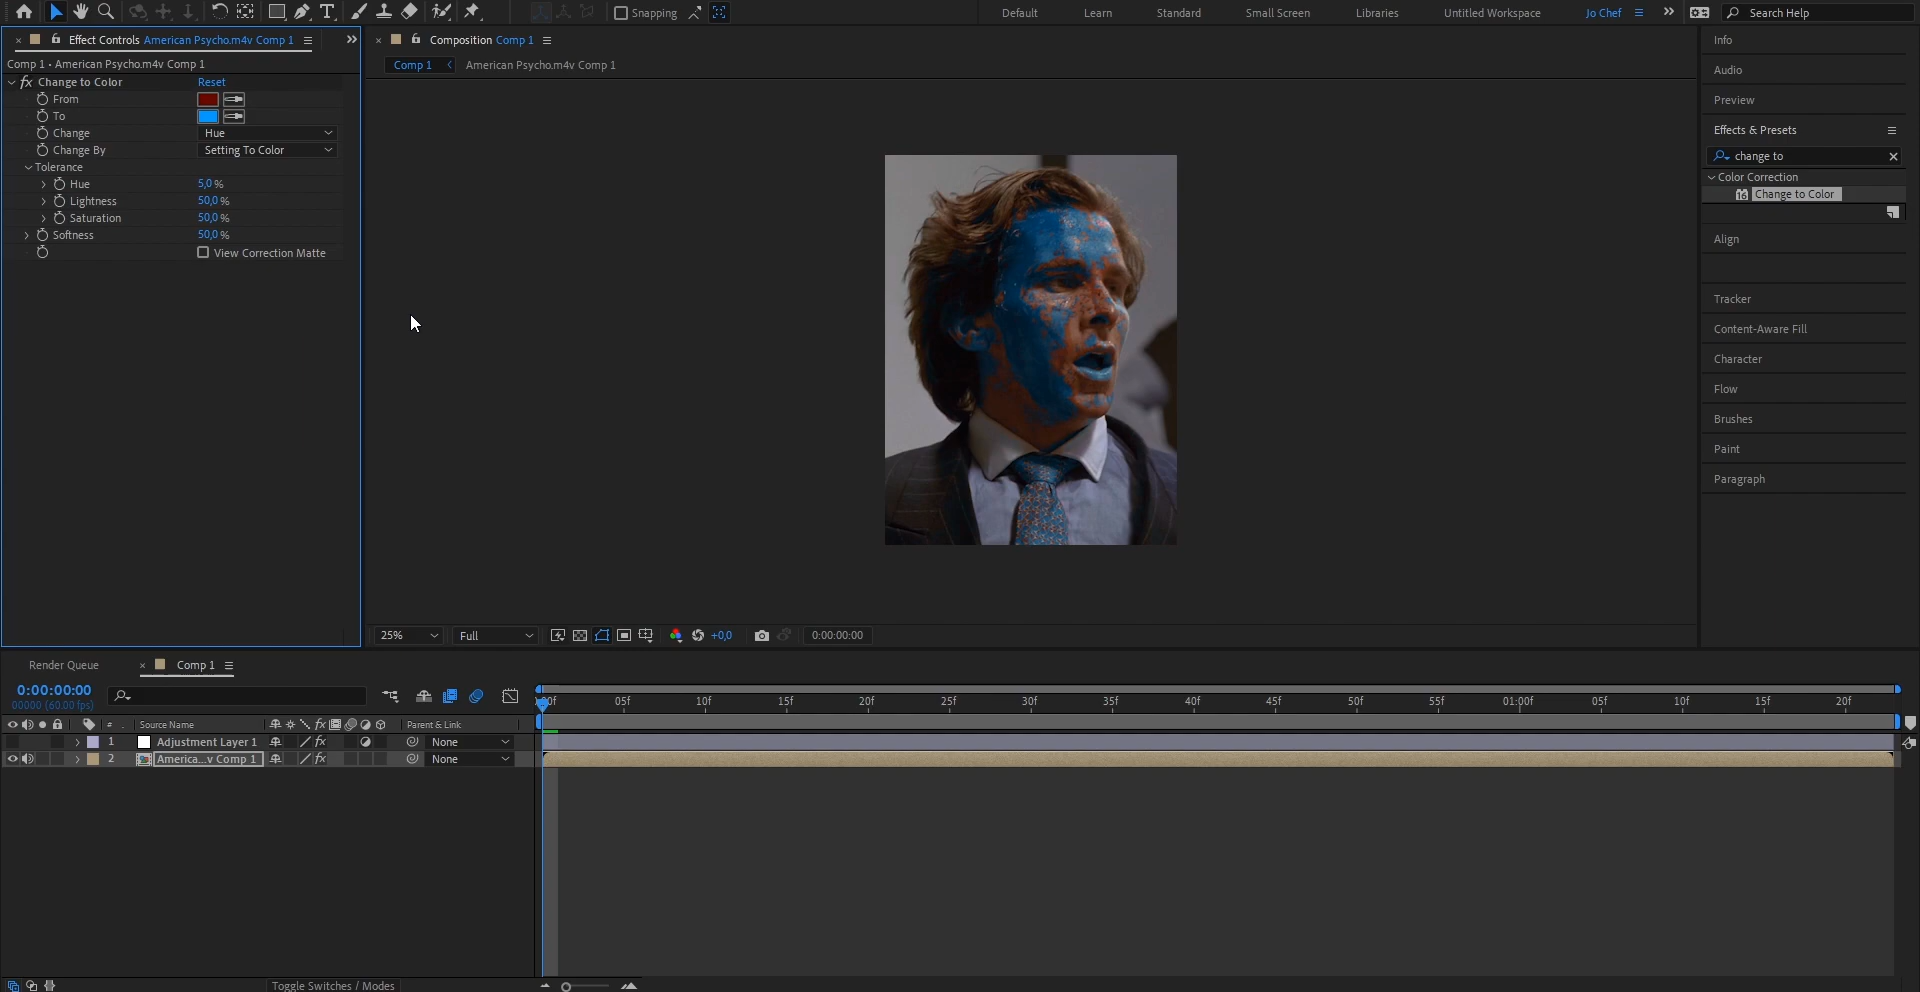 Snapping
Default
Learn
Standard
Small Screen
Libraries
Untitled Workspace
Jo Chef
Search Help
Effect Controls American Psycho.m4v Comp 1
Comp 1 • American Psycho.m4v Comp 1
fx Change to Color Reset
From
To
Change Hue
Change By Setting To Color
Tolerance
Hue 5,0 %
Lightness 50,0 %
Saturation 50,0 %
Softness 50,0 %
View Correction Matte
Composition Comp 1
Comp 1 American Psycho.m4v Comp 1
25% Full +0,0 0:00:00:00
Info
Audio
Preview
Effects & Presets
change to
Color Correction
16 Change to Color
Align
Tracker
Content-Aware Fill
Character
Flow
Brushes
Paint
Paragraph
Render Queue Comp 1
0:00:00:00
00000 (60.00 fps)
# . Source Name fx Parent & Link
1 Adjustment Layer 1 fx None
2 America...v Comp 1 fx None
:00f 05f 10f 15f 20f 25f 30f 35f 40f 45f 50f 55f 01:00f 05f 10f 15f 20f
Toggle Switches / Modes